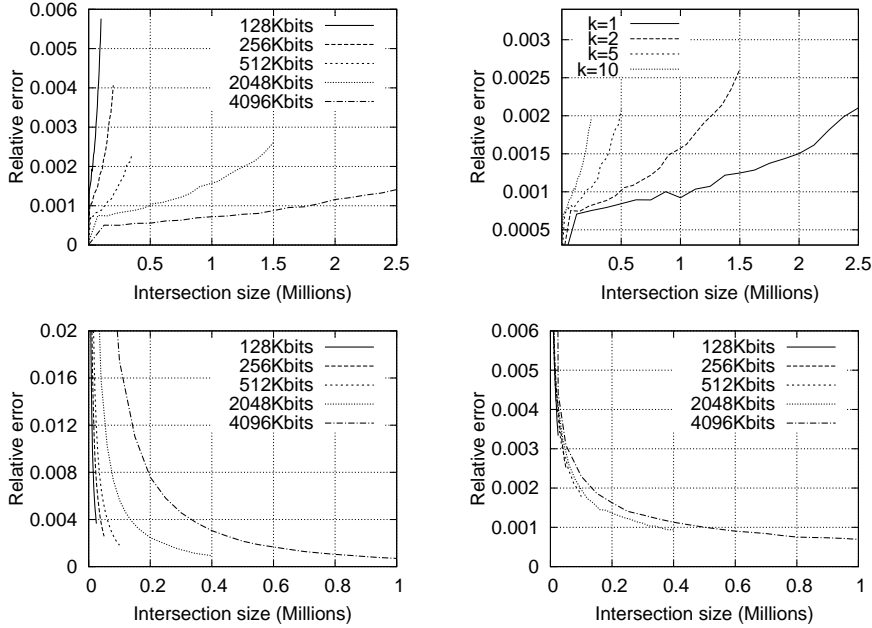 0.006
0.005
0.004
0.003
0.002
0.001
0
Relative error
128Kbits
256Kbits
512Kbits
2048Kbits
4096Kbits
0.5
1
1.5
2
2.5
Intersection size (Millions)
0.003
0.0025
0.002
0.0015
0.001
0.0005
Relative error
k=1
k=2
k=5
k=10
0.5
1
1.5
2
2.5
Intersection size (Millions)
0.02
0.016
0.012
0.008
0.004
0
Relative error
128Kbits
256Kbits
512Kbits
2048Kbits
4096Kbits
0
0.2
0.4
0.6
0.8
1
Intersection size (Millions)
0.006
0.005
0.004
0.003
0.002
0.001
0
Relative error
128Kbits
256Kbits
512Kbits
2048Kbits
4096Kbits
0
0.2
0.4
0.6
0.8
1
Intersection size (Millions)